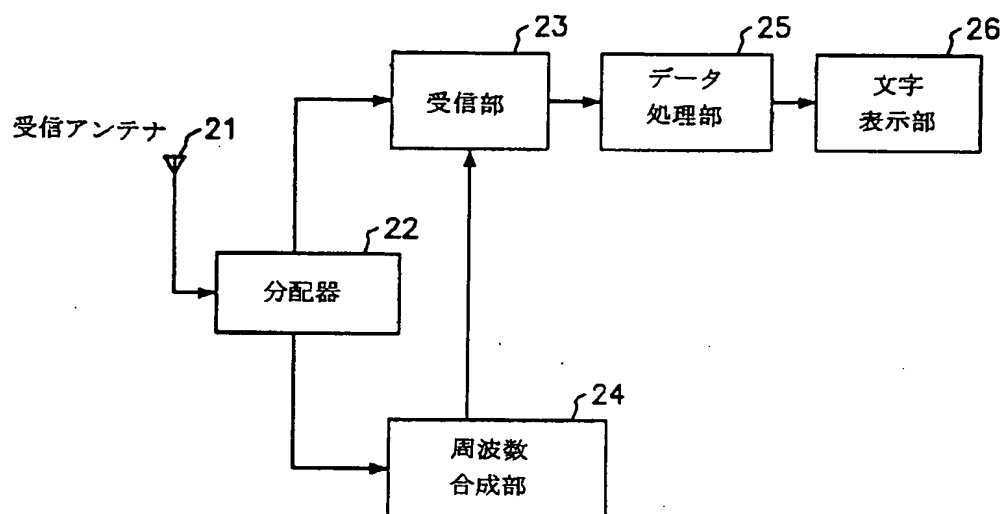 23
受信部
25
データ
処理部
26
文字
表示部
受信アンテナ 21
22
分配器
24
周波数
合成部